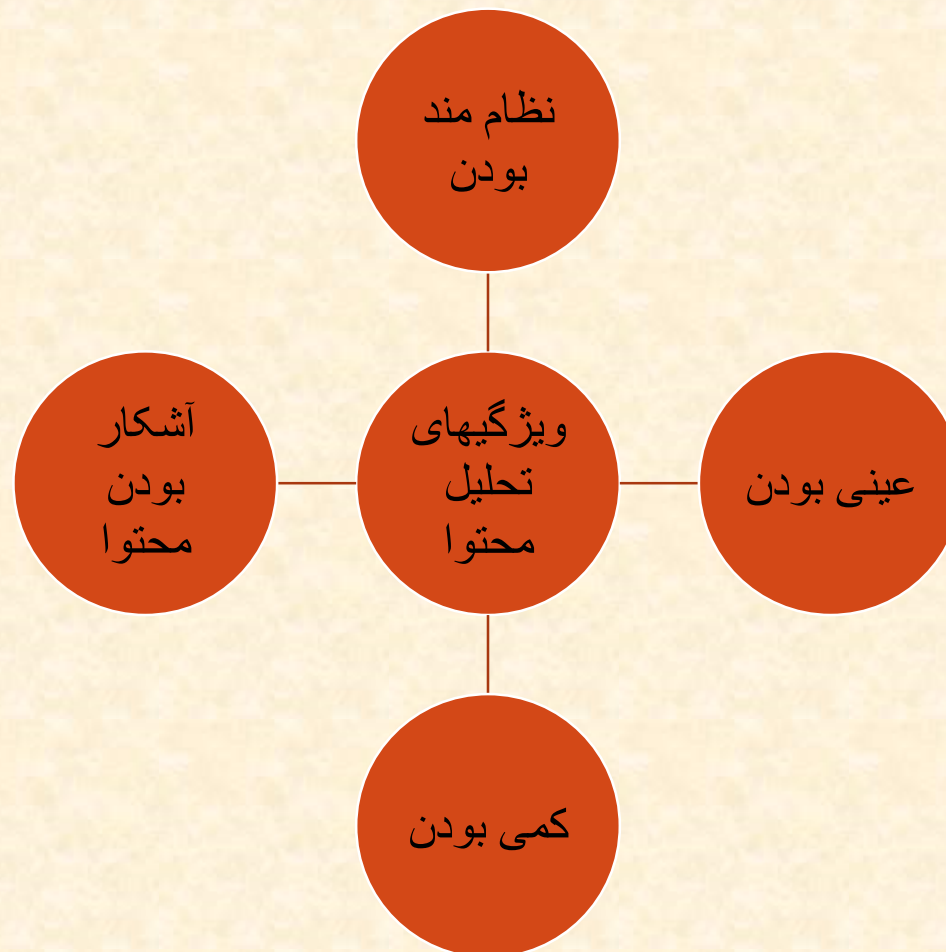 نظام مند
بودن
آشکار
بودن
محتوا
ویژگیهای
تحلیل
محتوا
عینی بودن
کمی بودن